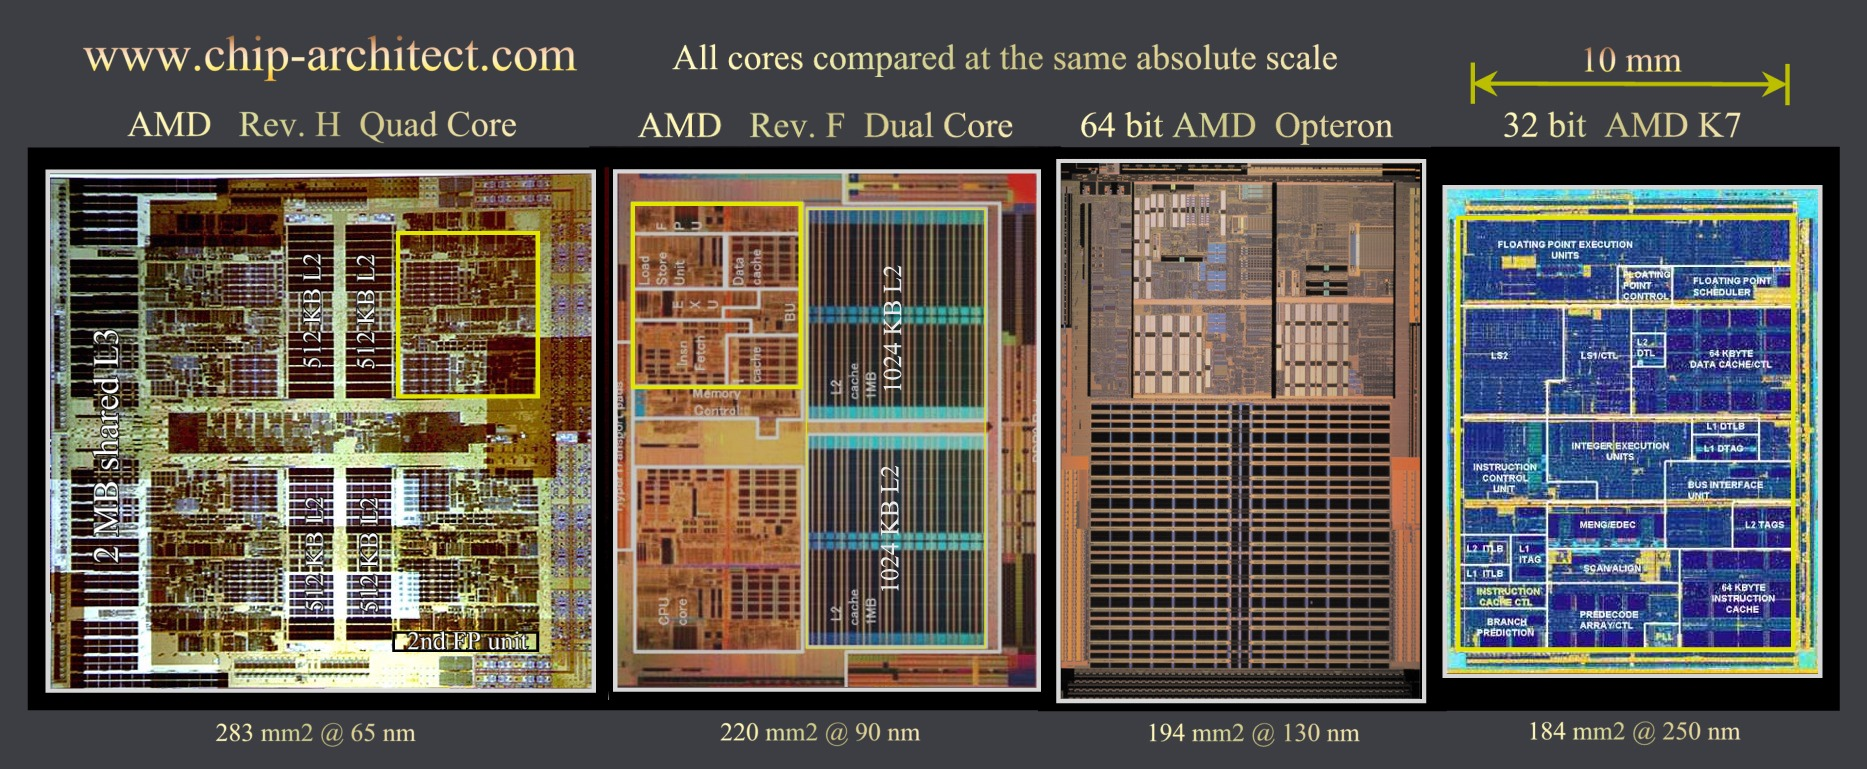 www.chip-architect.com
All cores compared at the same absolute scale
10 mm
AMD Rev. H Quad Core
AMD Rev. F Dual Core
64 bit AMD Opteron
32 bit AMD K7
2 MB shared L3
512 KB L2
512 KB L2
512 KB L2
512 KB L2
2nd FP unit
F P U
Load
Store
Unit
Data
cache
E X U
BU
Insn
Fetch
cache
Memory
Control
CPU
core
L2
cache
1MB
1024 KB L2
L2
cache
1MB
1024 KB L2
FLOATING POINT EXECUTION
UNITS
FLOATING
POINT
CONTROL
FLOATING POINT
SCHEDULER
LS2
LS1/CTL
L2
DTL
B
64 KBYTE
DATA CACHE/CTL
L1 DTLB
L1 DTAG
INTEGER EXECUTION
UNITS
INSTRUCTION
CONTROL
UNIT
BUS INTERFACE
UNIT
MENG/EDEC
L2 TAGS
L2 ITLB
L1
ITAG
L1 ITLB
SCAN/ALIGN
INSTRUCTION
CACHE CTL
64 KBYTE
INSTRUCTION
CACHE
PREDECODE
ARRAY/CTL
BRANCH
PREDICTION
PLL
283 mm2 @ 65 nm
220 mm2 @ 90 nm
194 mm2 @ 130 nm
184 mm2 @ 250 nm